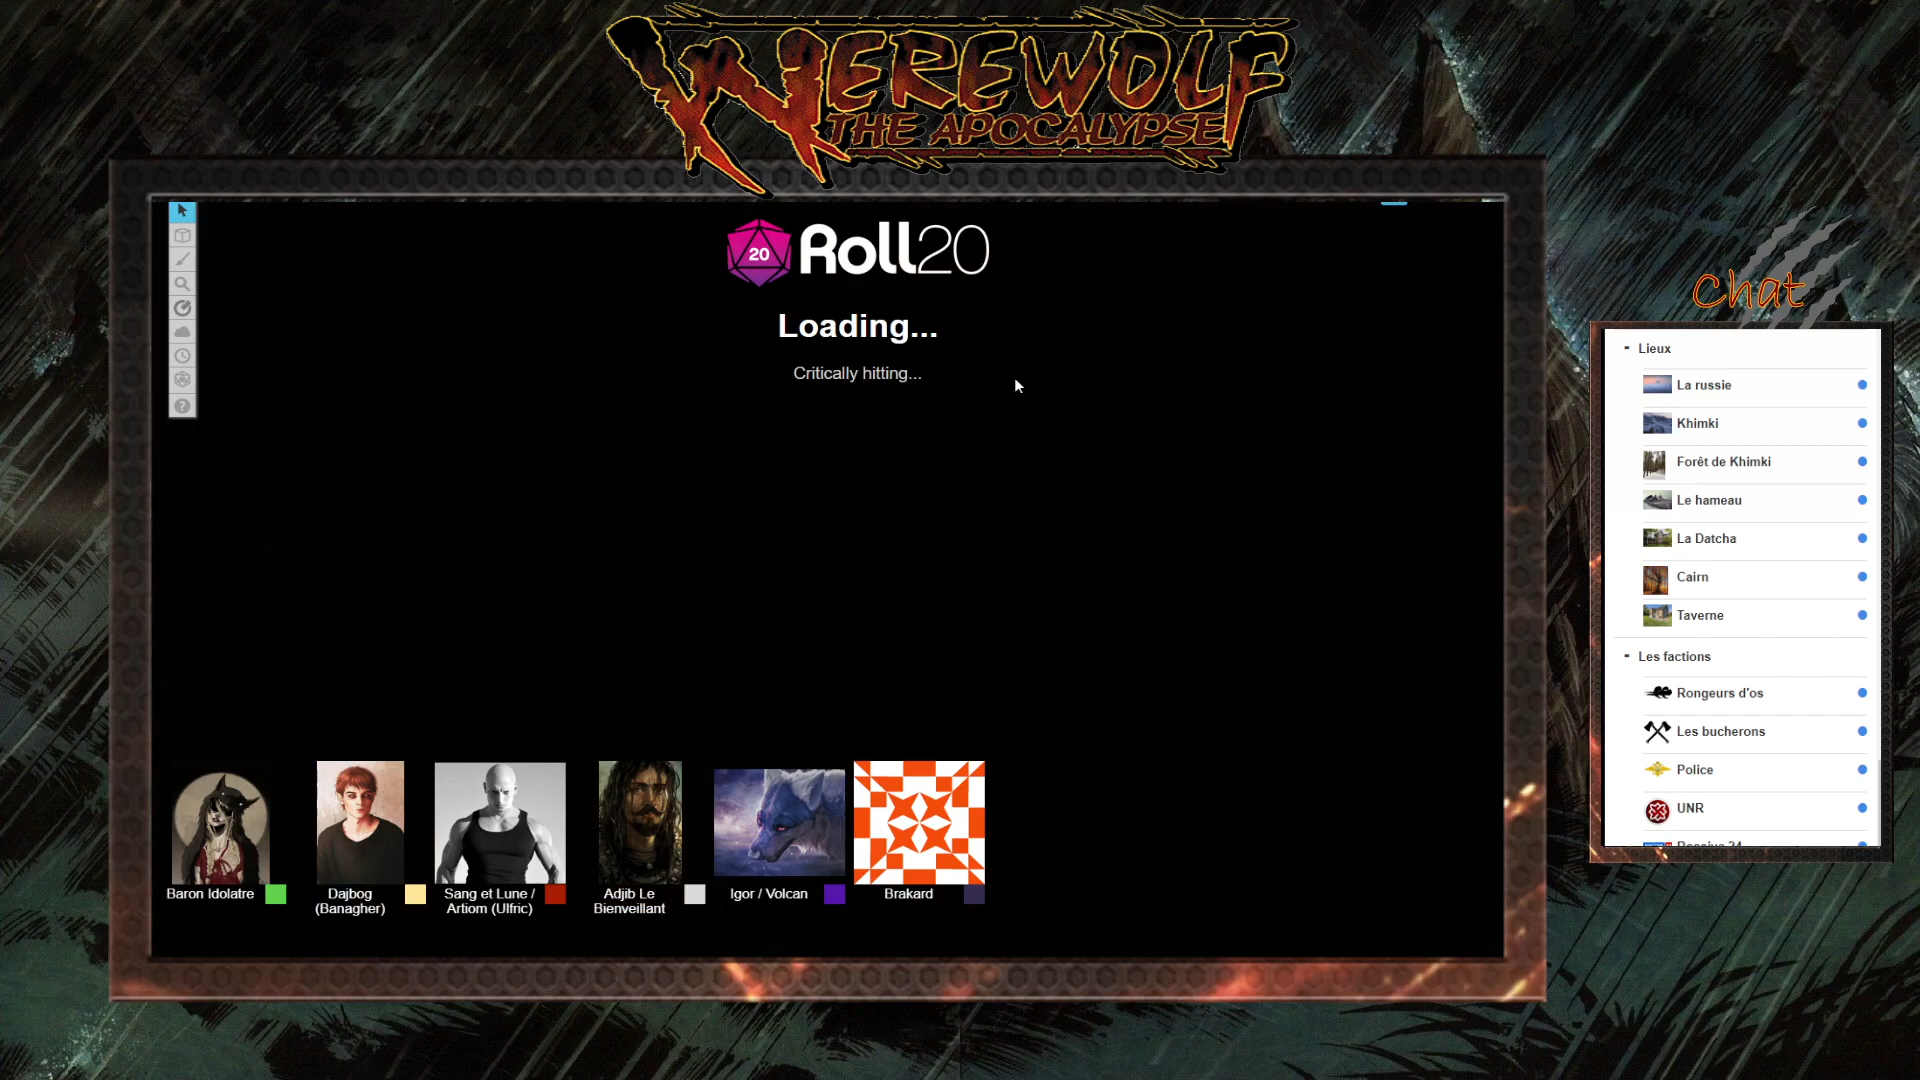 WEREWOLF
THE APOCALYPSE
20 Roll20
Loading...
Critically hitting...
Chat
Lieux
La russie
Khimki
Forêt de Khimki
Le hameau
La Datcha
Cairn
Taverne
Les factions
Rongeurs d'os
Les bucherons
Police
UNR
Baron Idolatre
Dajbog
(Banagher)
Sang et Lune /
Artiom (Ulfric)
Adjib Le
Bienveillant
Igor / Volcan
Brakard